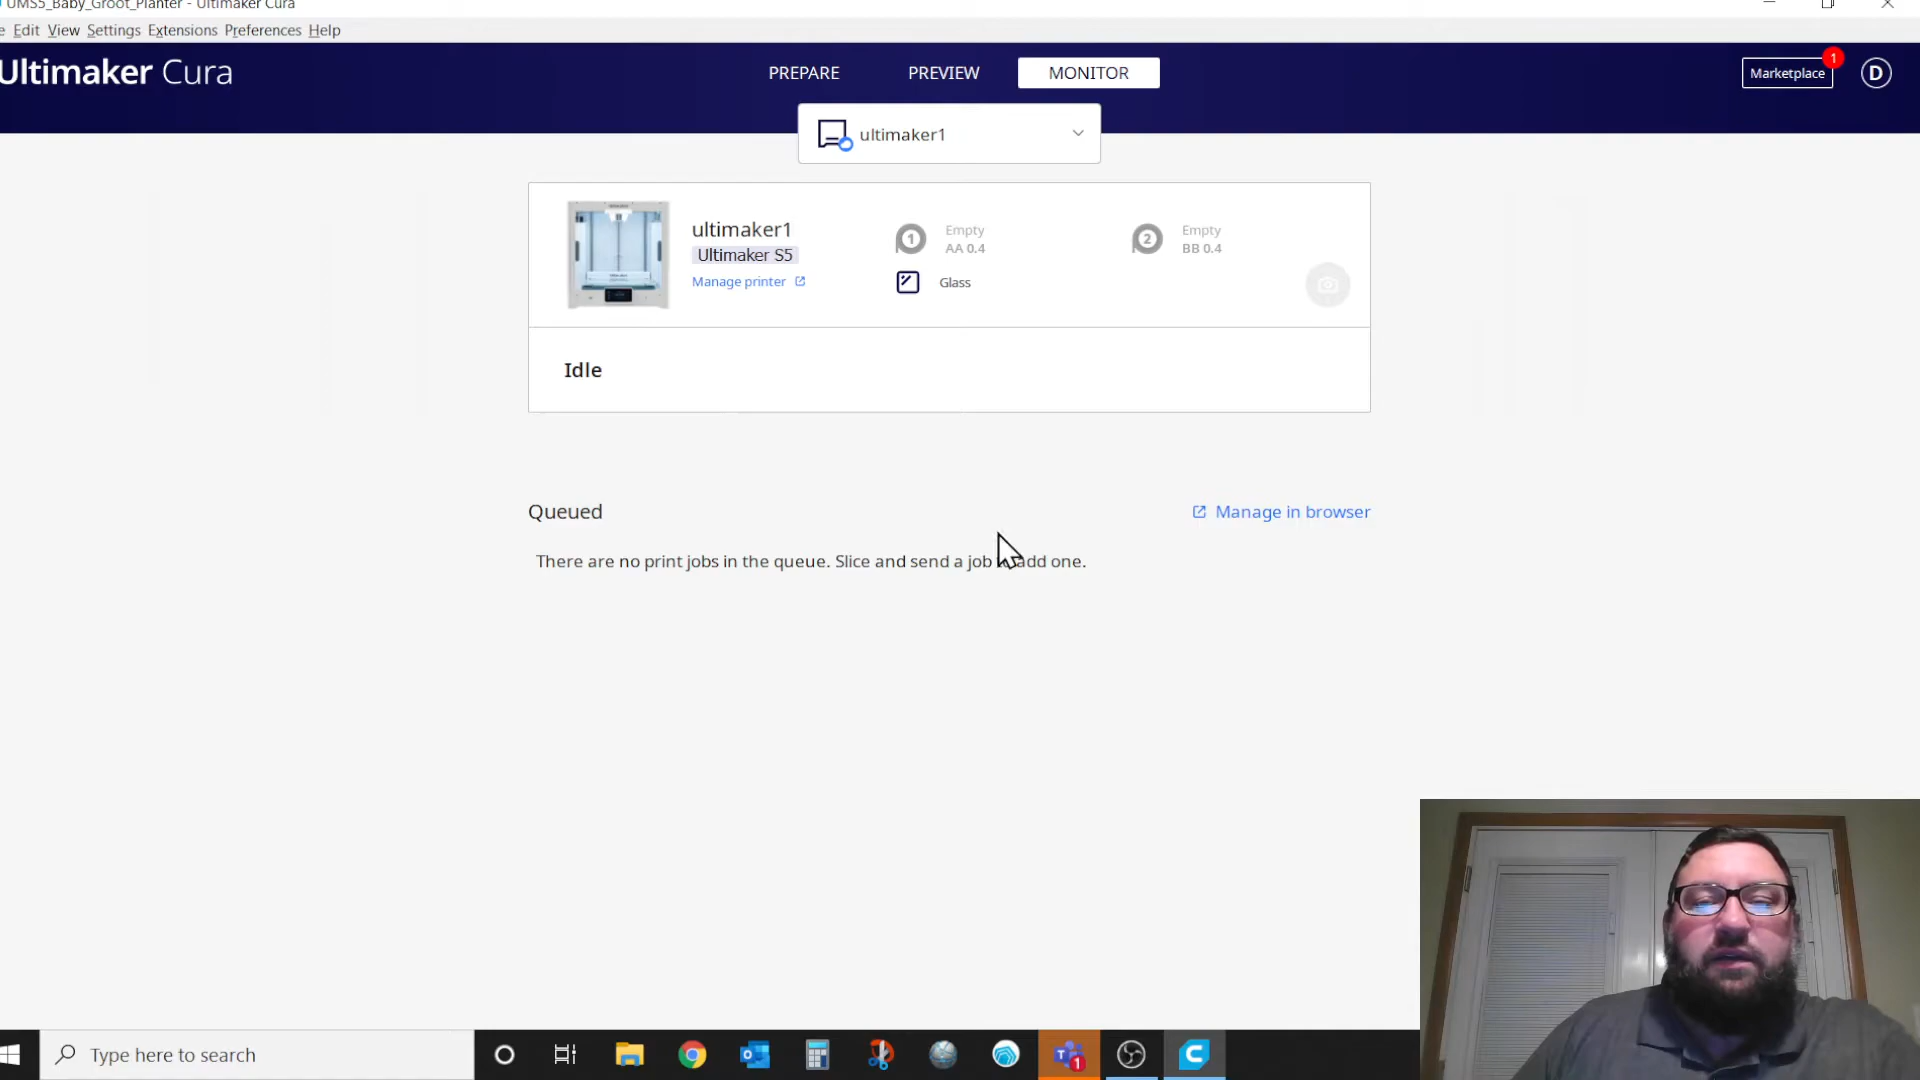 UMS5_Baby_Groot_Planter - Ultimaker Cura
e Edit View Settings Extensions Preferences Help
Ultimaker Cura
PREPARE PREVIEW MONITOR
Marketplace 1 D
ultimaker1
ultimaker1
Ultimaker S5
Manage printer
1 Empty
AA 0.4
2 Empty
BB 0.4
Glass
Idle
Queued
Manage in browser
There are no print jobs in the queue. Slice and send a job add one.
Type here to search
1